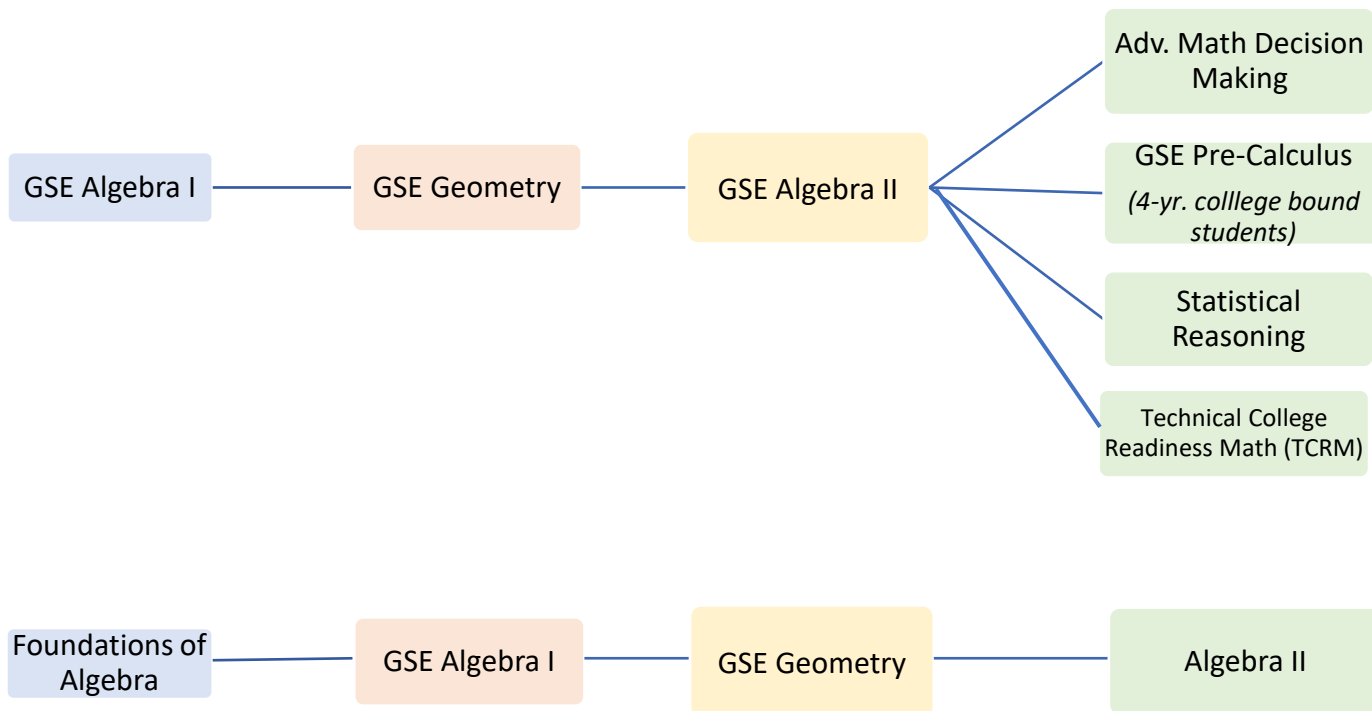 Adv. Math Decision
Making
GSE Algebra I
GSE Geometry
GSE Algebra II
GSE Pre-Calculus
(4-yr. colllege bound
students)
Statistical
Reasoning
Technical College
Readiness Math (TCRM)
Foundations of
Algebra
GSE Algebra I
GSE Geometry
Algebra II